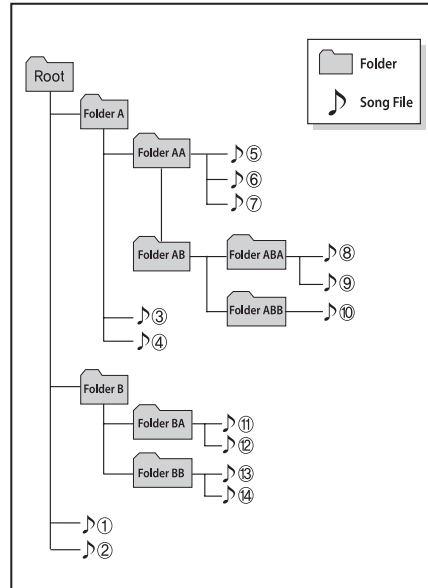 Root
Folder
Song File
Folder A
Folder AA
⑤
⑥
⑦
Folder AB
Folder ABA
⑧
⑨
Folder ABB
⑩
③
④
Folder B
Folder BA
⑪
⑫
Folder BB
⑬
⑭
①
②